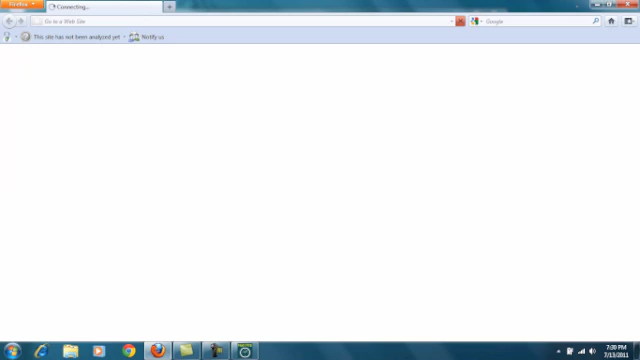 Firefox
Connecting...
Go to a Web Site
Google
This site has not been analyzed yet
Notify us
7:39 PM
7/13/2011